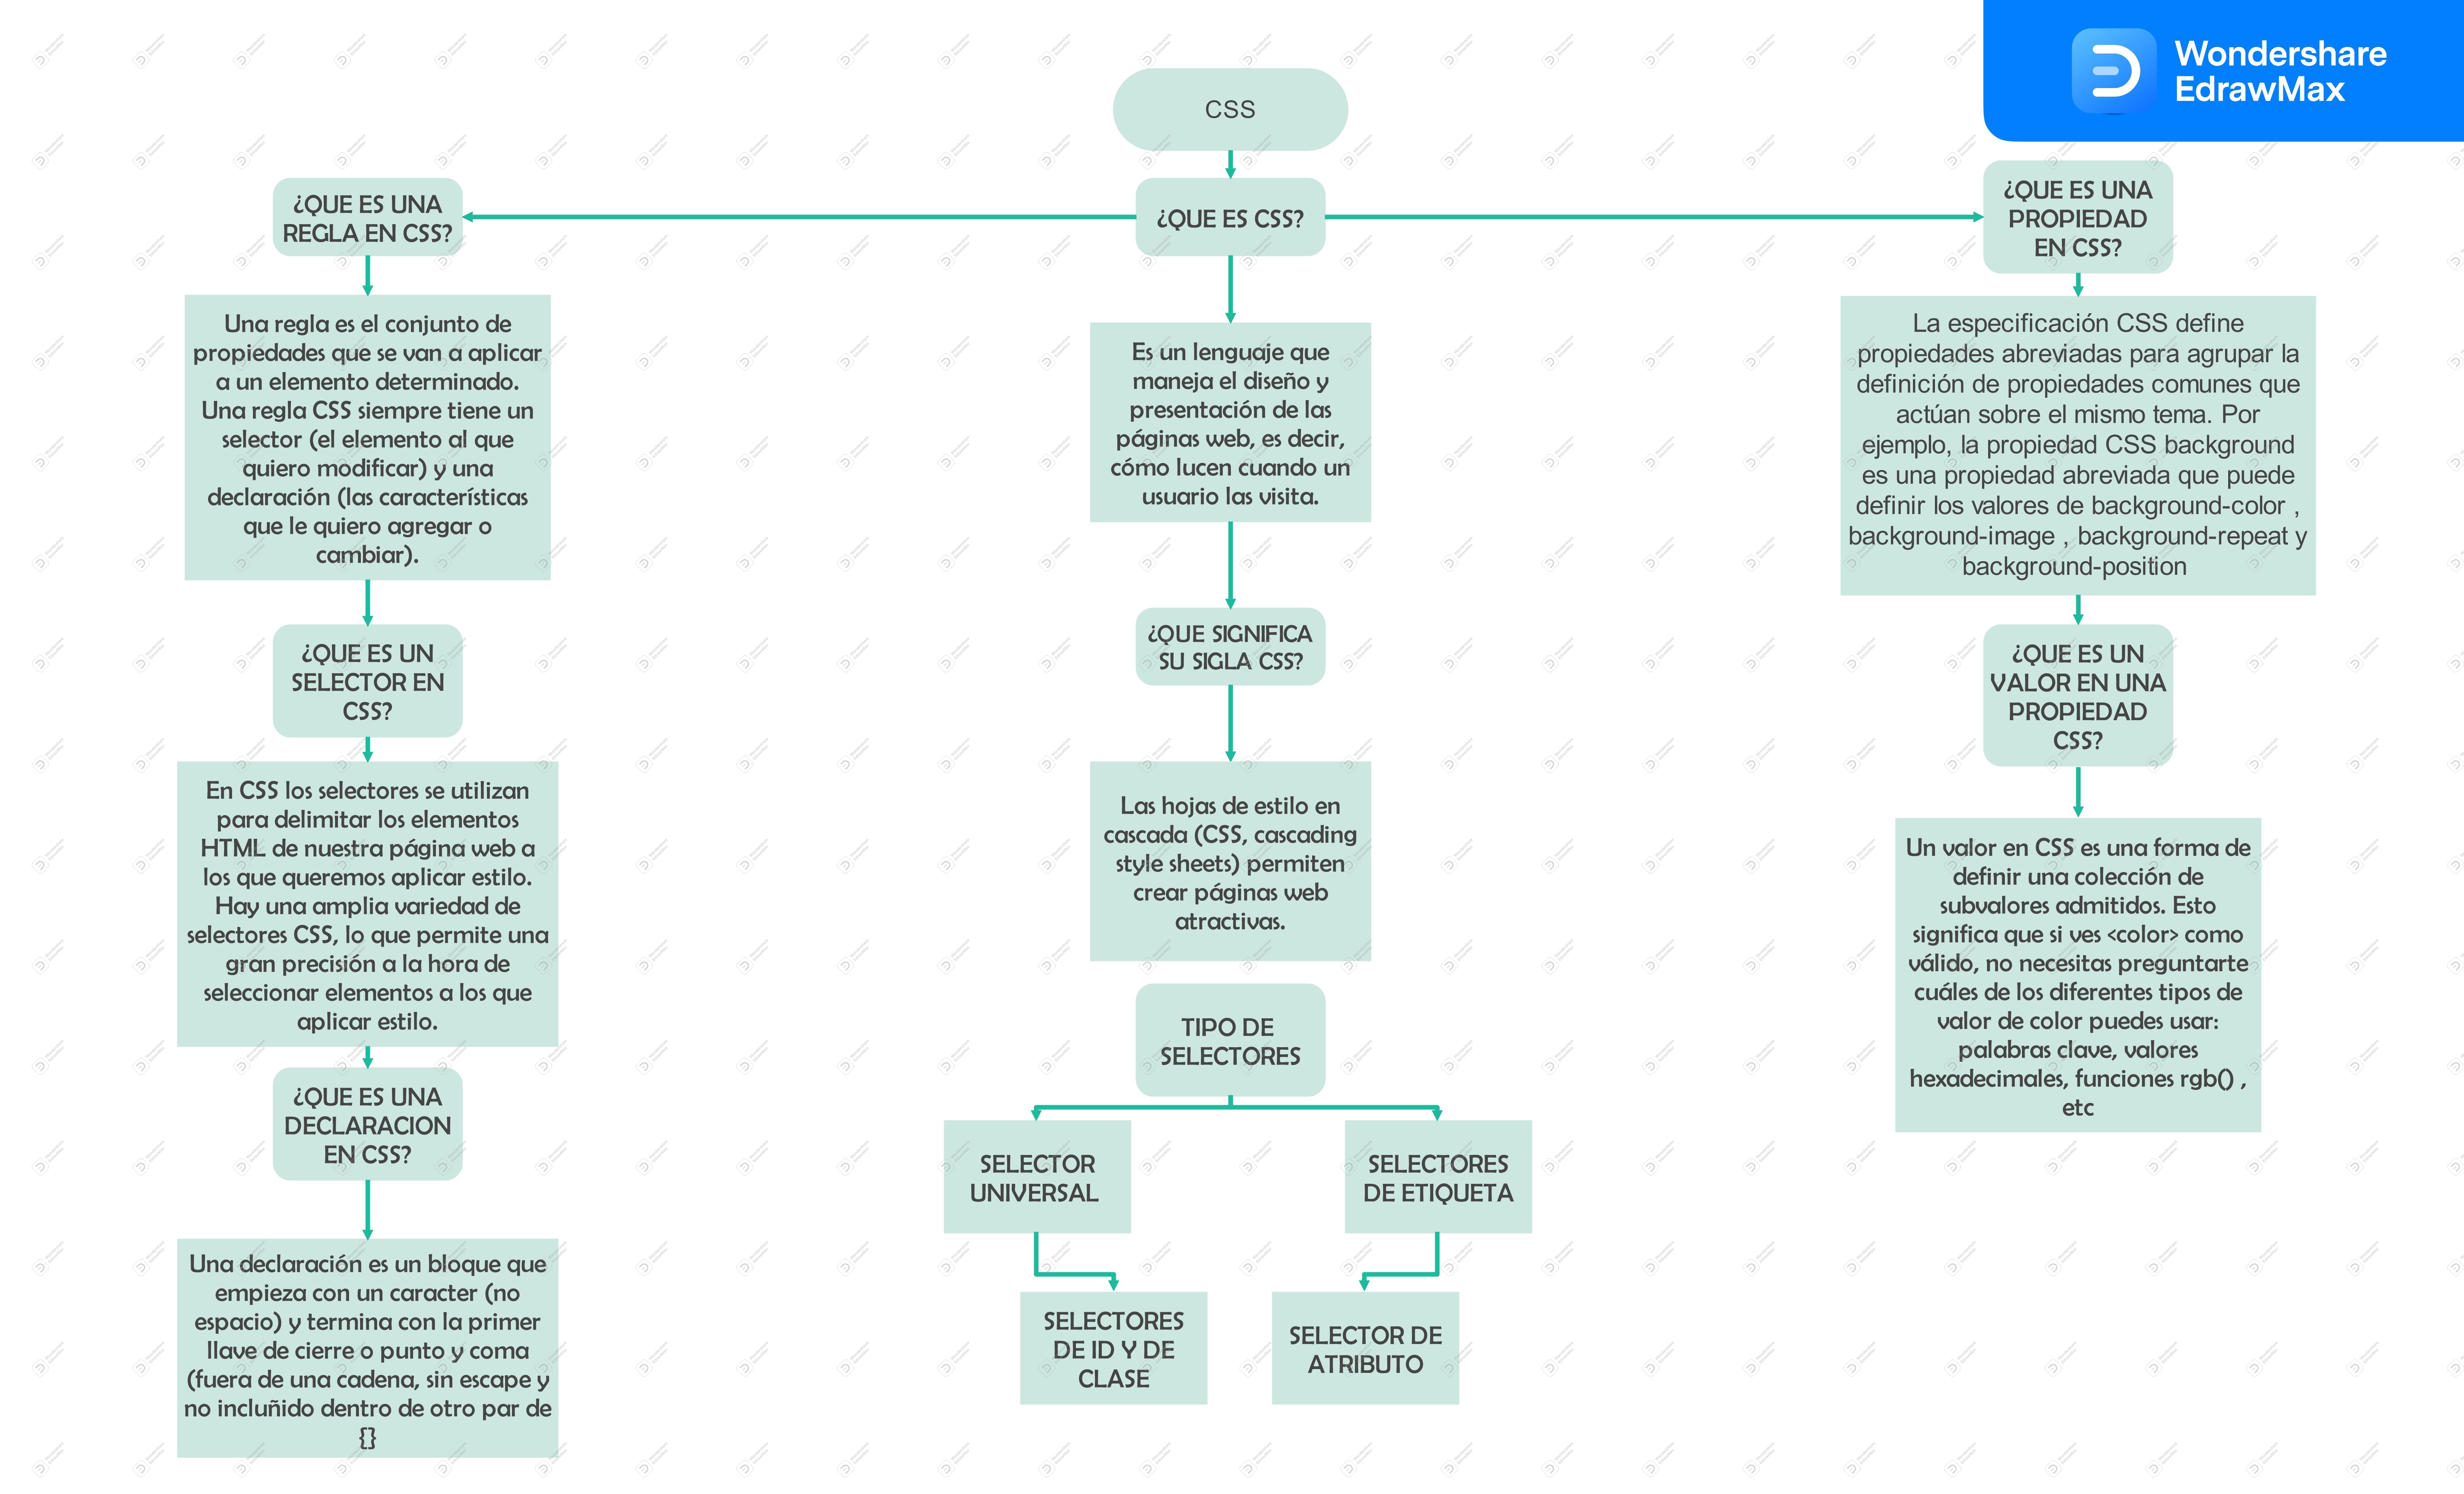 Wondershare
EdrawMax
CSS
¿QUE ES UNA
REGLA EN CSS?
Una regla es el conjunto de
propiedades que se van a aplicar
a un elemento determinado.
Una regla CSS siempre tiene un
selector (el elemento al que
quiero modificar) y una
declaración (las características
que le quiero agregar o
cambiar).
¿QUE ES UN
SELECTOR EN
CSS?
En CSS los selectores se utilizan
para delimitar los elementos
HTML de nuestra página web a
los que queremos aplicar estilo.
Hay una amplia variedad de
selectores CSS, lo que permite una
gran precisión a la hora de
seleccionar elementos a los que
aplicar estilo.
¿QUE ES UNA
DECLARACION
EN CSS?
Una declaración es un bloque que
empieza con un caracter (no
espacio) y termina con la primer
llave de cierre o punto y coma
(fuera de una cadena, sin escape y
no incluñido dentro de otro par de
{}
¿QUE ES CSS?
Es un lenguaje que
maneja el diseño y
presentación de las
páginas web, es decir,
cómo lucen cuando un
usuario las visita.
¿QUE SIGNIFICA
SU SIGLA CSS?
Las hojas de estilo en
cascada (CSS, cascading
style sheets) permiten
crear páginas web
atractivas.
TIPO DE
SELECTORES
SELECTOR
UNIVERSAL
SELECTORES
DE ETIQUETA
SELECTORES
DE ID Y DE
CLASE
SELECTOR DE
ATRIBUTO
¿QUE ES UNA
PROPIEDAD
EN CSS?
La especificación CSS define
propiedades abreviadas para agrupar la
definición de propiedades comunes que
actúan sobre el mismo tema. Por
ejemplo, la propiedad CSS background
es una propiedad abreviada que puede
definir los valores de background-color ,
background-image , background-repeat y
background-position
¿QUE ES UN
VALOR EN UNA
PROPIEDAD
CSS?
Un valor en CSS es una forma de
definir una colección de
subvalores admitidos. Esto
significa que si ves <color> como
válido, no necesitas preguntarte
cuáles de los diferentes tipos de
valor de color puedes usar:
palabras clave, valores
hexadecimales, funciones rgb() ,
etc